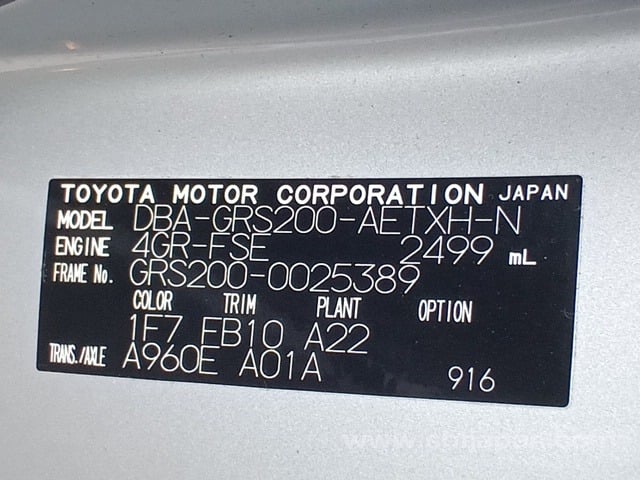 TOYOTA MOTOR CORPORATION JAPAN
MODEL DBA-GRS200-AETXH-N
ENGINE 4GR-FSE 2499 mL
FRAME No. GRS200-0025389
COLOR TRIM PLANT OPTION
1F7 FB10 A22
TRANS./AXLE A960E A01A
916